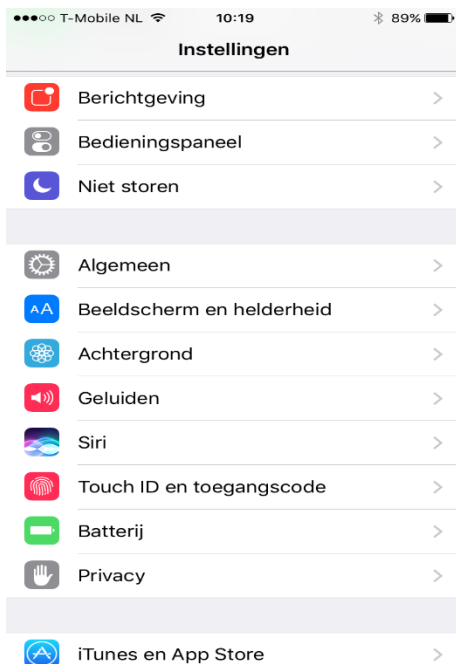 T-Mobile NL 10:19 89%
Instellingen
Berichtgeving
Bedieningspaneel
Niet storen
Algemeen
AA Beeldscherm en helderheid
Achtergrond
Geluiden
Siri
Touch ID en toegangscode
Batterij
Privacy
iTunes en App Store